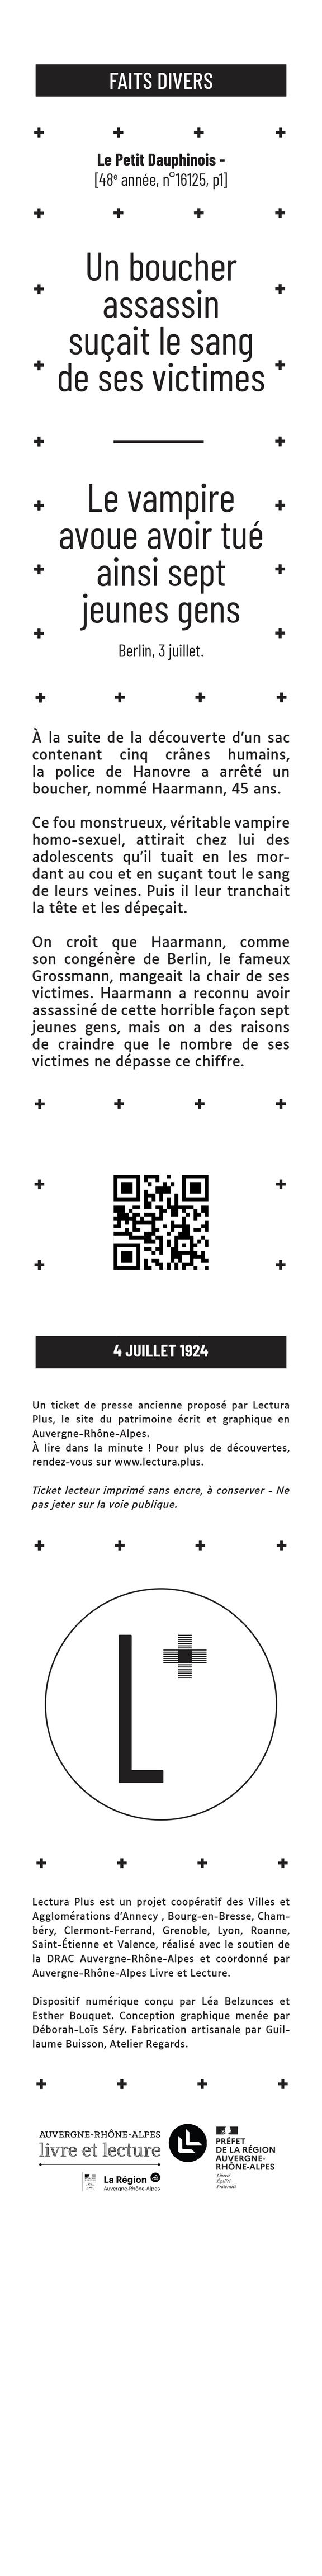 FAITS DIVERS
Le Petit Dauphinois -
[48e année, n°16125, p1]
Un boucher
assassin
suçait le sang
de ses victimes
Le vampire
avoue avoir tué
ainsi sept
jeunes gens
Berlin, 3 juillet.
À la suite de la découverte d'un sac
contenant cinq crânes humains,
la police de Hanovre a arrêté un
boucher, nommé Haarmann, 45 ans.
Ce fou monstrueux, véritable vampire
homo-sexuel, attirait chez lui des
adolescents qu'il tuait en les mor-
dant au cou et en suçant tout le sang
de leurs veines. Puis il leur tranchait
la tête et les dépeçait.
On croit que Haarmann, comme
son congénère de Berlin, le fameux
Grossmann, mangeait la chair de ses
victimes. Haarmann a reconnu avoir
assassiné de cette horrible façon sept
jeunes gens, mais on a des raisons
de craindre que le nombre de ses
victimes ne dépasse ce chiffre.
4 JUILLET 1924
Un ticket de presse ancienne proposé par Lectura
Plus, le site du patrimoine écrit et graphique en
Auvergne-Rhône-Alpes.
À lire dans la minute ! Pour plus de découvertes,
rendez-vous sur www.lectura.plus.
Ticket lecteur imprimé sans encre, à conserver - Ne
pas jeter sur la voie publique.
L+
Lectura Plus est un projet coopératif des Villes et
Agglomérations d'Annecy , Bourg-en-Bresse, Cham-
béry, Clermont-Ferrand, Grenoble, Lyon, Roanne,
Saint-Étienne et Valence, réalisé avec le soutien de
la DRAC Auvergne-Rhône-Alpes et coordonné par
Auvergne-Rhône-Alpes Livre et Lecture.
Dispositif numérique conçu par Léa Belzunces et
Esther Bouquet. Conception graphique menée par
Déborah-Loïs Séry. Fabrication artisanale par Guil-
laume Buisson, Atelier Regards.
AUVERGNE-RHÔNE-ALPES
livre et lecture
La Région
Auvergne-Rhône-Alpes
PRÉFET
DE LA RÉGION
AUVERGNE-
RHÔNE-ALPES
Liberté
Égalité
Fraternité